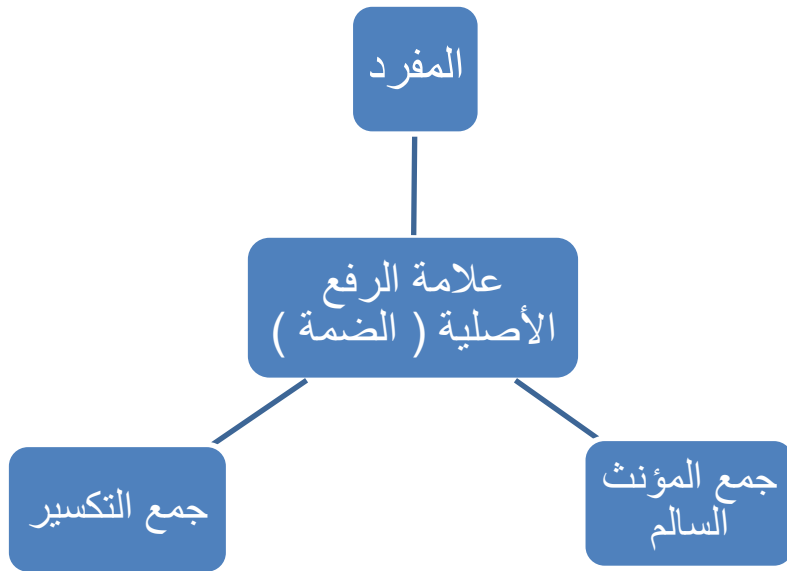 المفرد
علامة الرفع
الأصلية ( الضمة )
جمع المؤنث
السالم
جمع التكسير